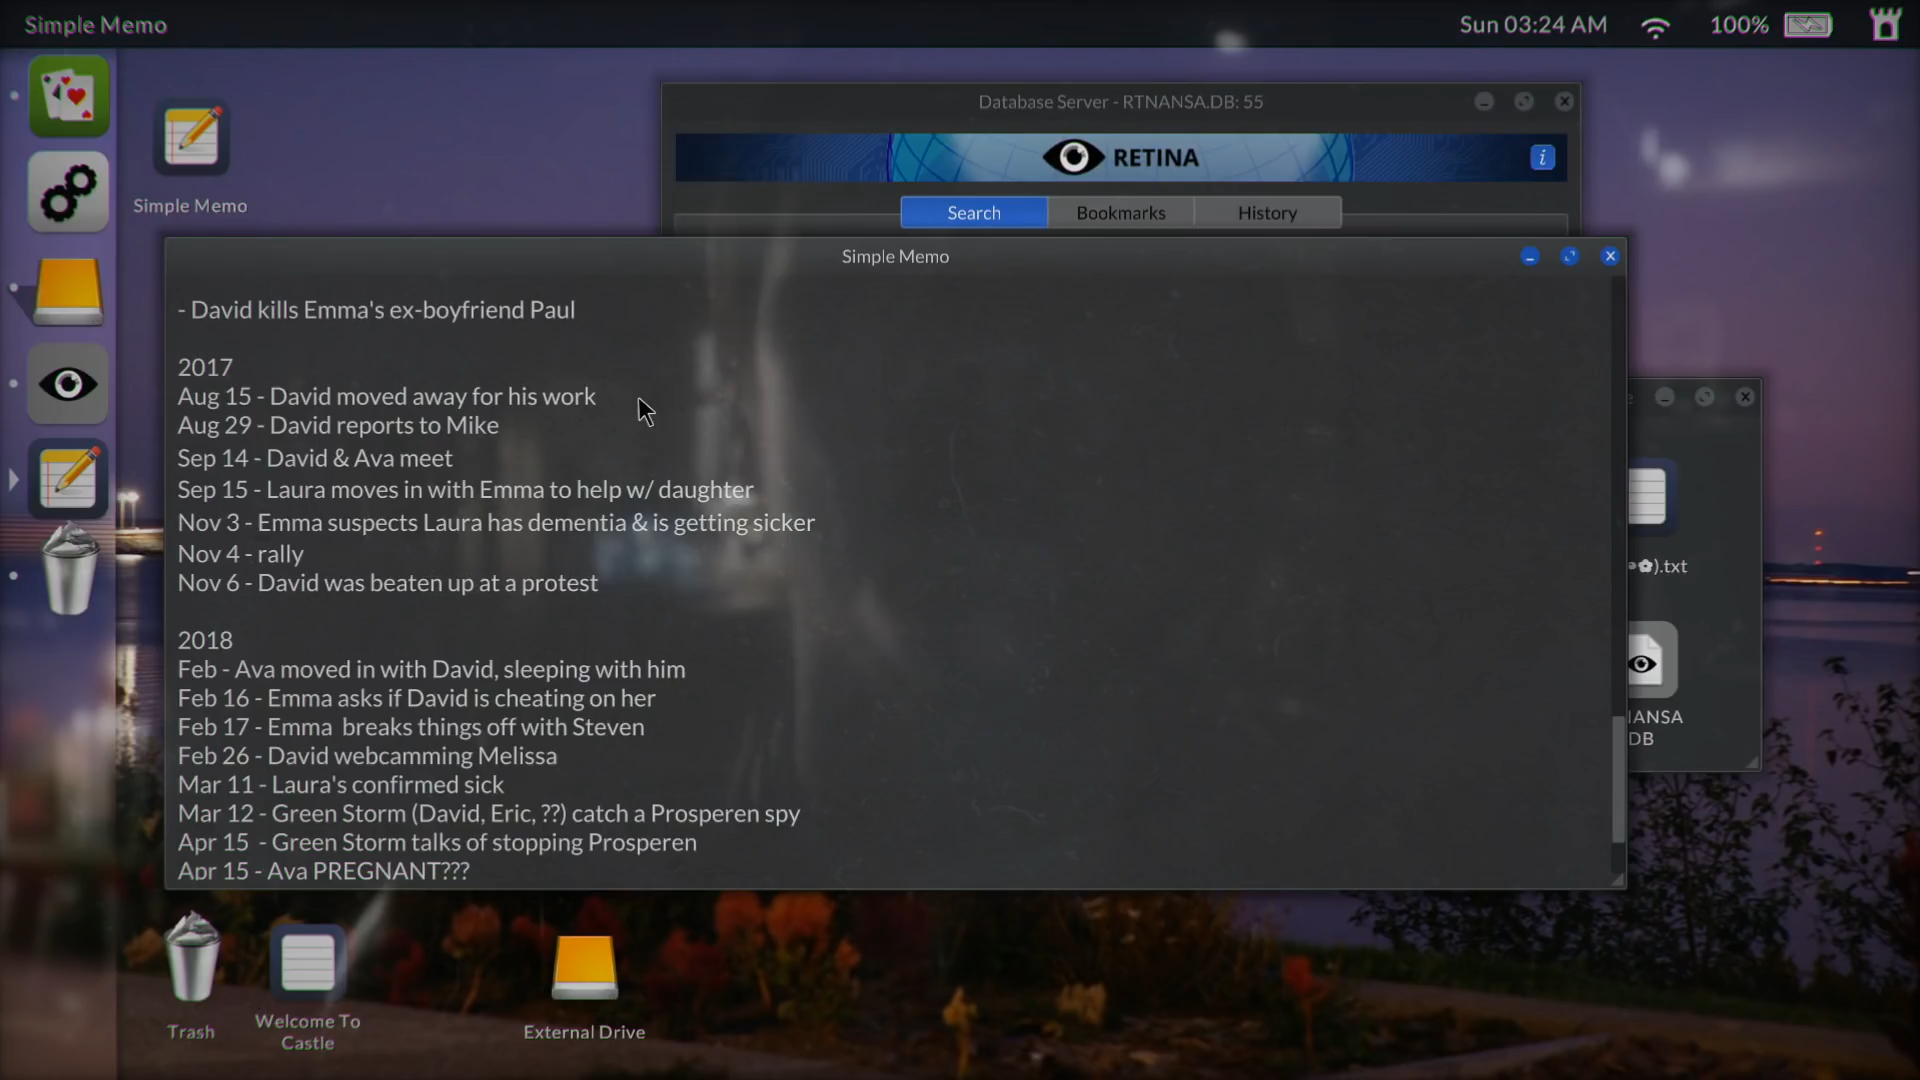 Simple Memo
Sun 03:24 AM
100%
Simple Memo
Database Server - RTNANSA.DB: 55
RETINA
i
Search
Bookmarks
History
Simple Memo
- David kills Emma's ex-boyfriend Paul
2017
Aug 15 - David moved away for his work
Aug 29 - David reports to Mike
Sep 14 - David & Ava meet
Sep 15 - Laura moves in with Emma to help w/ daughter
Nov 3 - Emma suspects Laura has dementia & is getting sicker
Nov 4 - rally
Nov 6 - David was beaten up at a protest
2018
Feb - Ava moved in with David, sleeping with him
Feb 16 - Emma asks if David is cheating on her
Feb 17 - Emma  breaks things off with Steven
Feb 26 - David webcamming Melissa
Mar 11 - Laura's confirmed sick
Mar 12 - Green Storm (David, Eric, ??) catch a Prosperen spy
Apr 15  - Green Storm talks of stopping Prosperen
Apr 15 - Ava PREGNANT???
✿).txt
IANSA
DB
Trash
Welcome To
Castle
External Drive